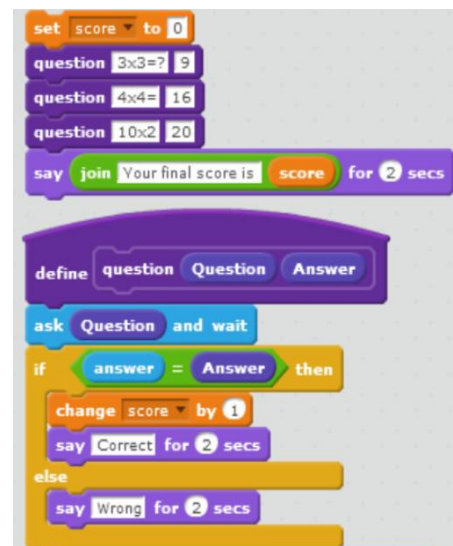 set score to 0
question 3x3=? 9
question 4x4= 16
question 10x2 20
say join Your final score is score for 2 secs
define question Question Answer
ask Question and wait
if answer = Answer then
change score by 1
say Correct for 2 secs
else
say Wrong for 2 secs